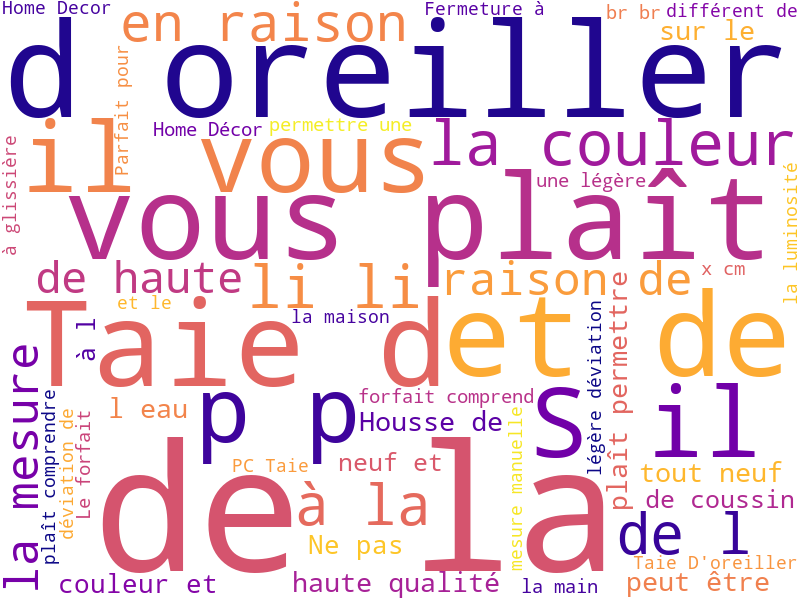 Home Decor
en raison
Fermeture à
br br
différent de
sur le
d oreiller
Parfait pour
Home Décor
permettre une
il vous
la couleur
à glissière
une légère
vous plaît
la luminosité
de haute
li li
raison de
x cm
et le
la maison
Taie d
et de
à l
la mesure
plaît comprendre
déviation de
Le forfait
l eau
p p
forfait comprend
Housse de
s il
légère déviation
plaît permettre
mesure manuelle
PC Taie
neuf et
tout neuf
de coussin
de la
à la
Ne pas
de l
Taie D'oreiller
couleur et
haute qualité
la main
peut être